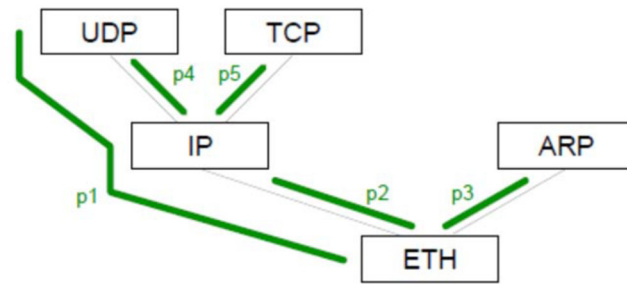 UDP TCP
p4 p5
IP ARP
p1 p2 p3
ETH